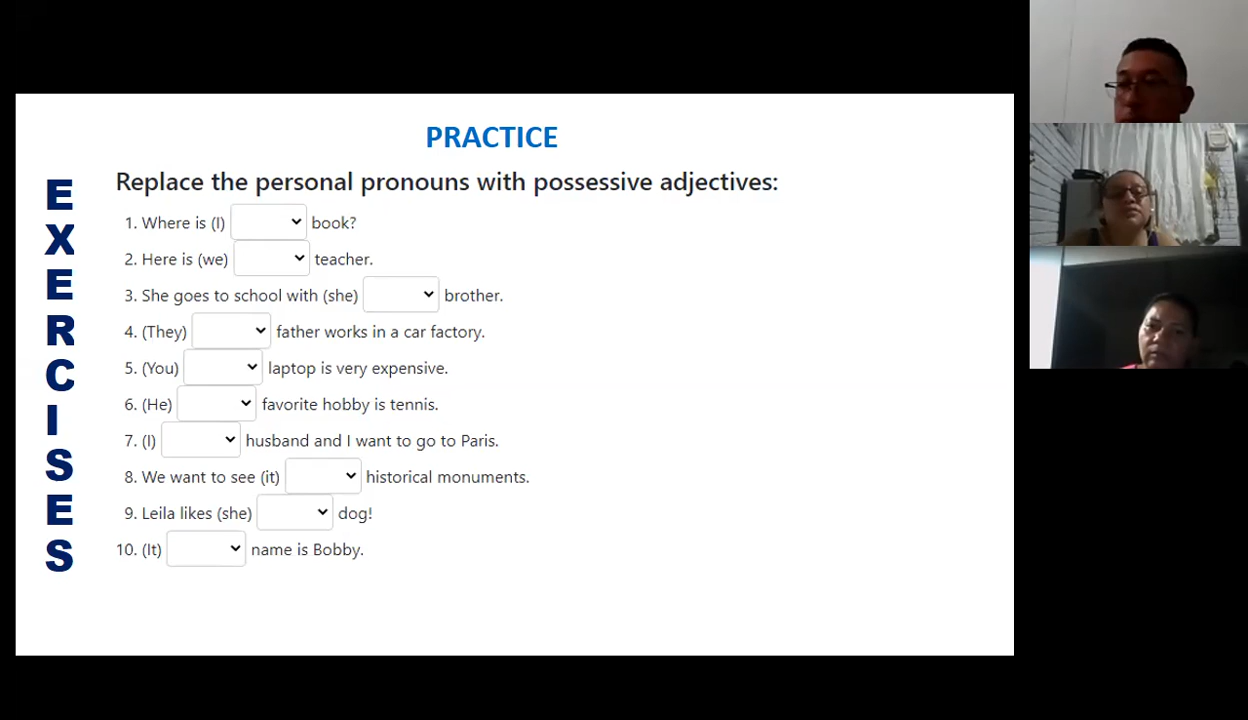 PRACTICE
EXERCISES
Replace the personal pronouns with possessive adjectives:
1. Where is (I) book?
2. Here is (we) teacher.
3. She goes to school with (she) brother.
4. (They) father works in a car factory.
5. (You) laptop is very expensive.
6. (He) favorite hobby is tennis.
7. (I) husband and I want to go to Paris.
8. We want to see (it) historical monuments.
9. Leila likes (she) dog!
10. (It) name is Bobby.